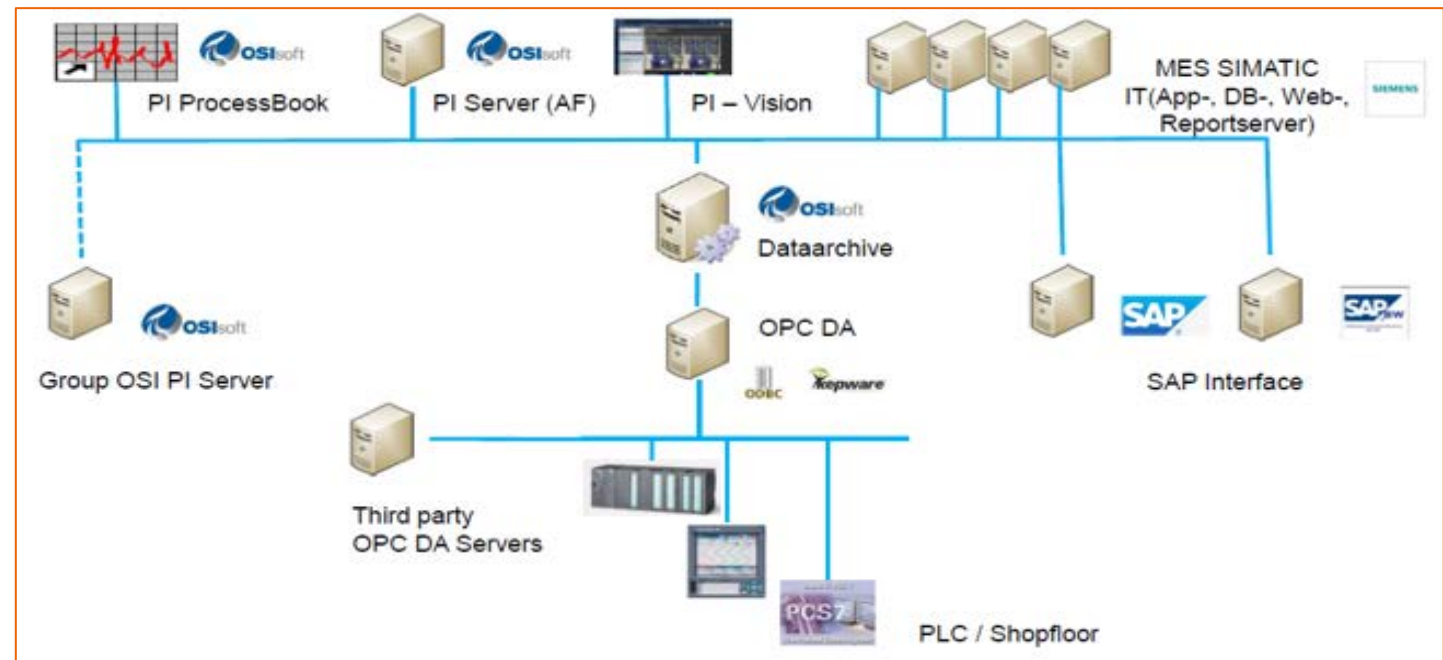 OSIsoft
OSIsoft
PI ProcessBook
PI Server (AF)
PI – Vision
MES SIMATIC
IT(App-, DB-, Web-,
Reportserver)
SIEMENS
OSIsoft
Dataarchive
OSIsoft
Group OSI PI Server
OPC DA
ODBC
kepware
SAP
SAP BW
SAP Interface
Third party
OPC DA Servers
PCS7
PLC / Shopfloor